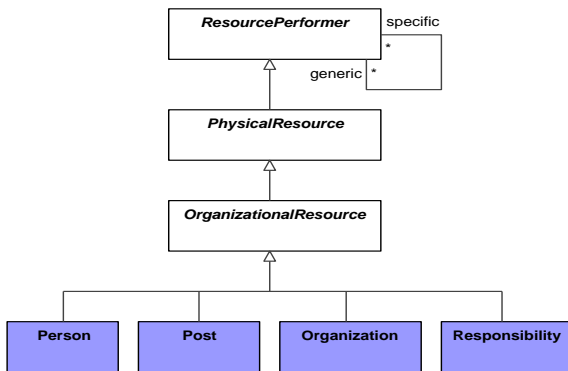 ResourcePerformer
specific
*
generic
*
PhysicalResource
OrganizationalResource
Person
Post
Organization
Responsibility